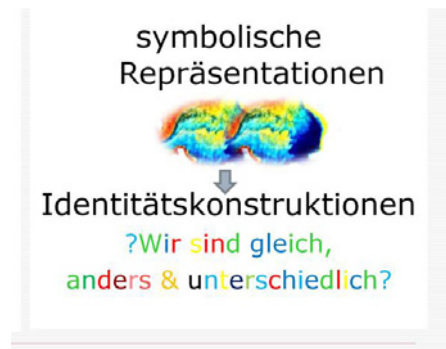 symbolische
Repräsentationen
Identitätskonstruktionen
?Wir sind gleich,
anders & unterschiedlich?